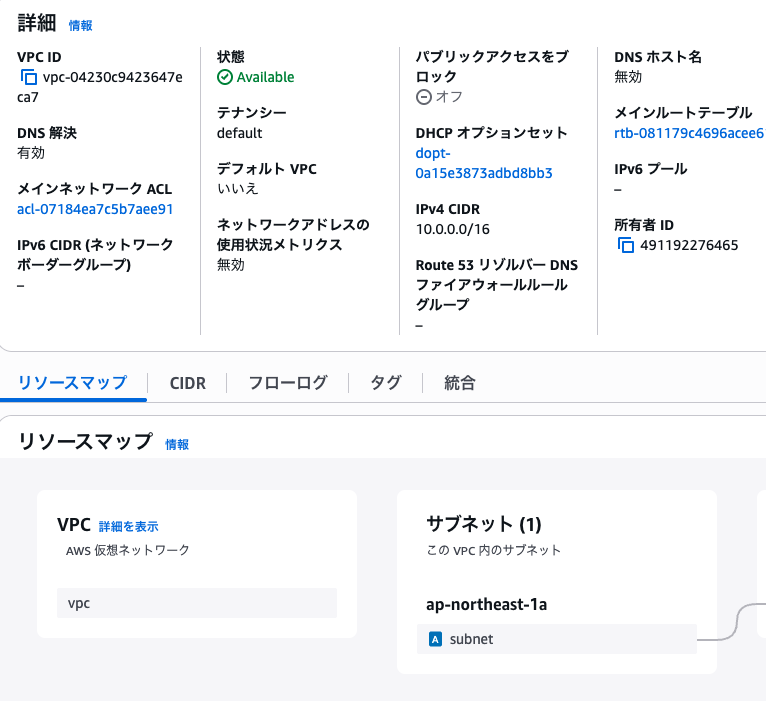 詳細 情報
VPC ID
vpc-04230c9423647e
ca7
DNS 解決
有効
メインネットワーク ACL
acl-07184ea7c5b7aee91
IPv6 CIDR (ネットワーク
ボーダーグループ)
–
状態
Available
テナンシー
default
デフォルト VPC
いいえ
ネットワークアドレスの
使用状況メトリクス
無効
パブリックアクセスをブ
ロック
オフ
DHCP オプションセット
dopt-
0a15e3873adbd8bb3
IPv4 CIDR
10.0.0.0/16
Route 53 リゾルバー DNS
ファイアウォールルール
グループ
–
DNS ホスト名
無効
メインルートテーブル
rtb-081179c4696acee6
IPv6 プール
–
所有者 ID
491192276465
リソースマップ CIDR フローログ タグ 統合
リソースマップ 情報
VPC 詳細を表示
AWS 仮想ネットワーク
vpc
サブネット (1)
この VPC 内のサブネット
ap-northeast-1a
A subnet